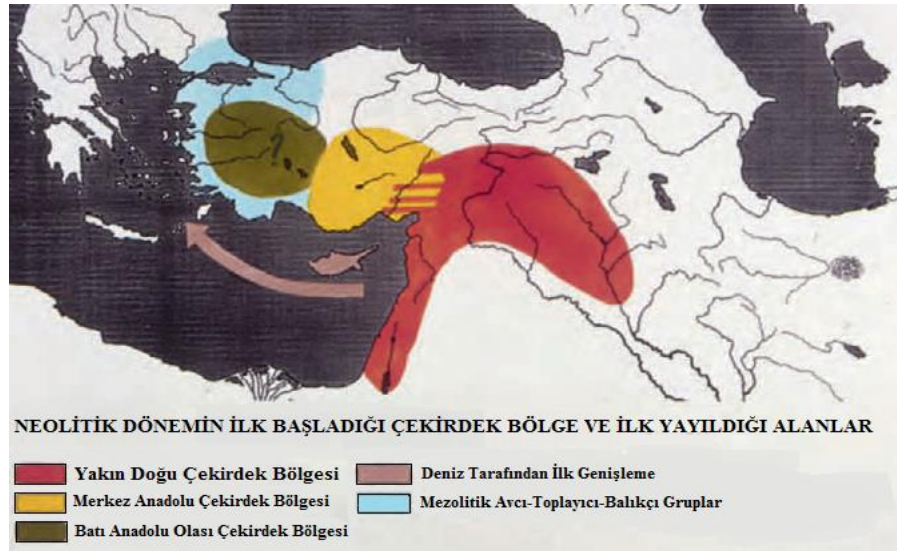 NEOLİTİK DÖNEMİN İLK BAŞLADIĞI ÇEKİRDEK BÖLGE VE İLK YAYILDIĞI ALANLAR
Yakın Doğu Çekirdek Bölgesi
Merkez Anadolu Çekirdek Bölgesi
Batı Anadolu Olası Çekirdek Bölgesi
Deniz Tarafından İlk Genişleme
Mezolitik Avcı-Toplayıcı-Balıkçı Gruplar